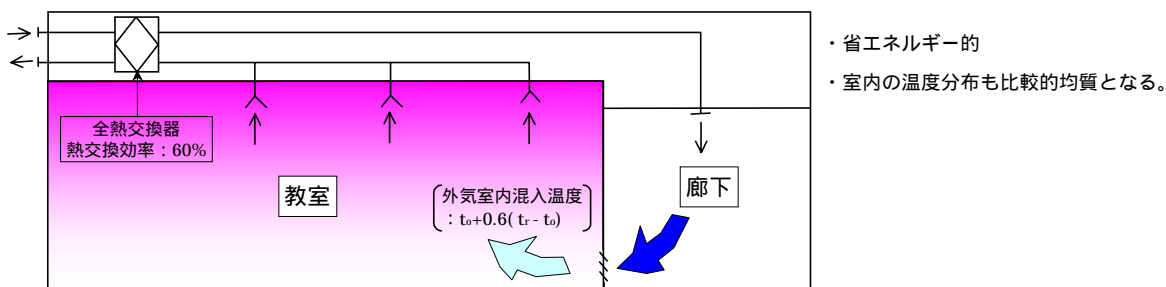 ・省エネルギー的
・室内の温度分布も比較的均質となる。
全熱交換器
熱交換効率：60%
教室
外気室内混入温度
：to+0.6( tr - to)
廊下